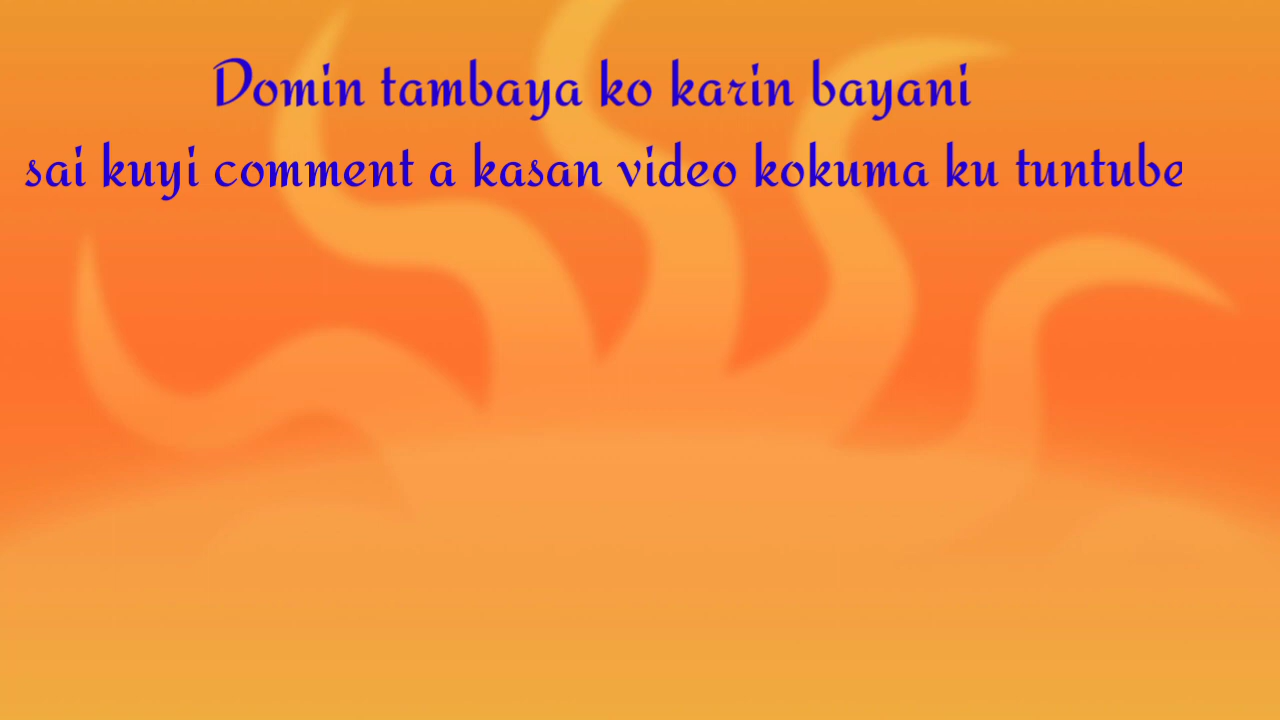 Domin tambaya ko karin bayani
sai kuyi comment a kasan video kokuma ku tuntube